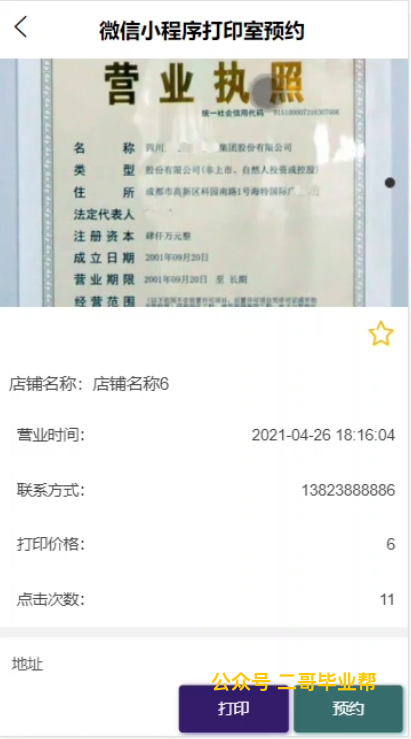 微信小程序打印室预约
营业执照
统一社会信用代码
名 称 四川 集团股份有限公司
类 型 股份有限公司(非上市、自然人投资或控股)
住 所 成都市高新区科园南路1号海特国际广
法定代表人
注册资本 肆仟万元整
成立日期 2001年09月20日
营业期限 2001年09月20日 至 长期
经营范围
店铺名称：店铺名称6
营业时间： 2021-04-26 18:16:04
联系方式： 13823888886
打印价格： 6
点击次数： 11
地址
公众号 二哥毕业帮
打印 预约